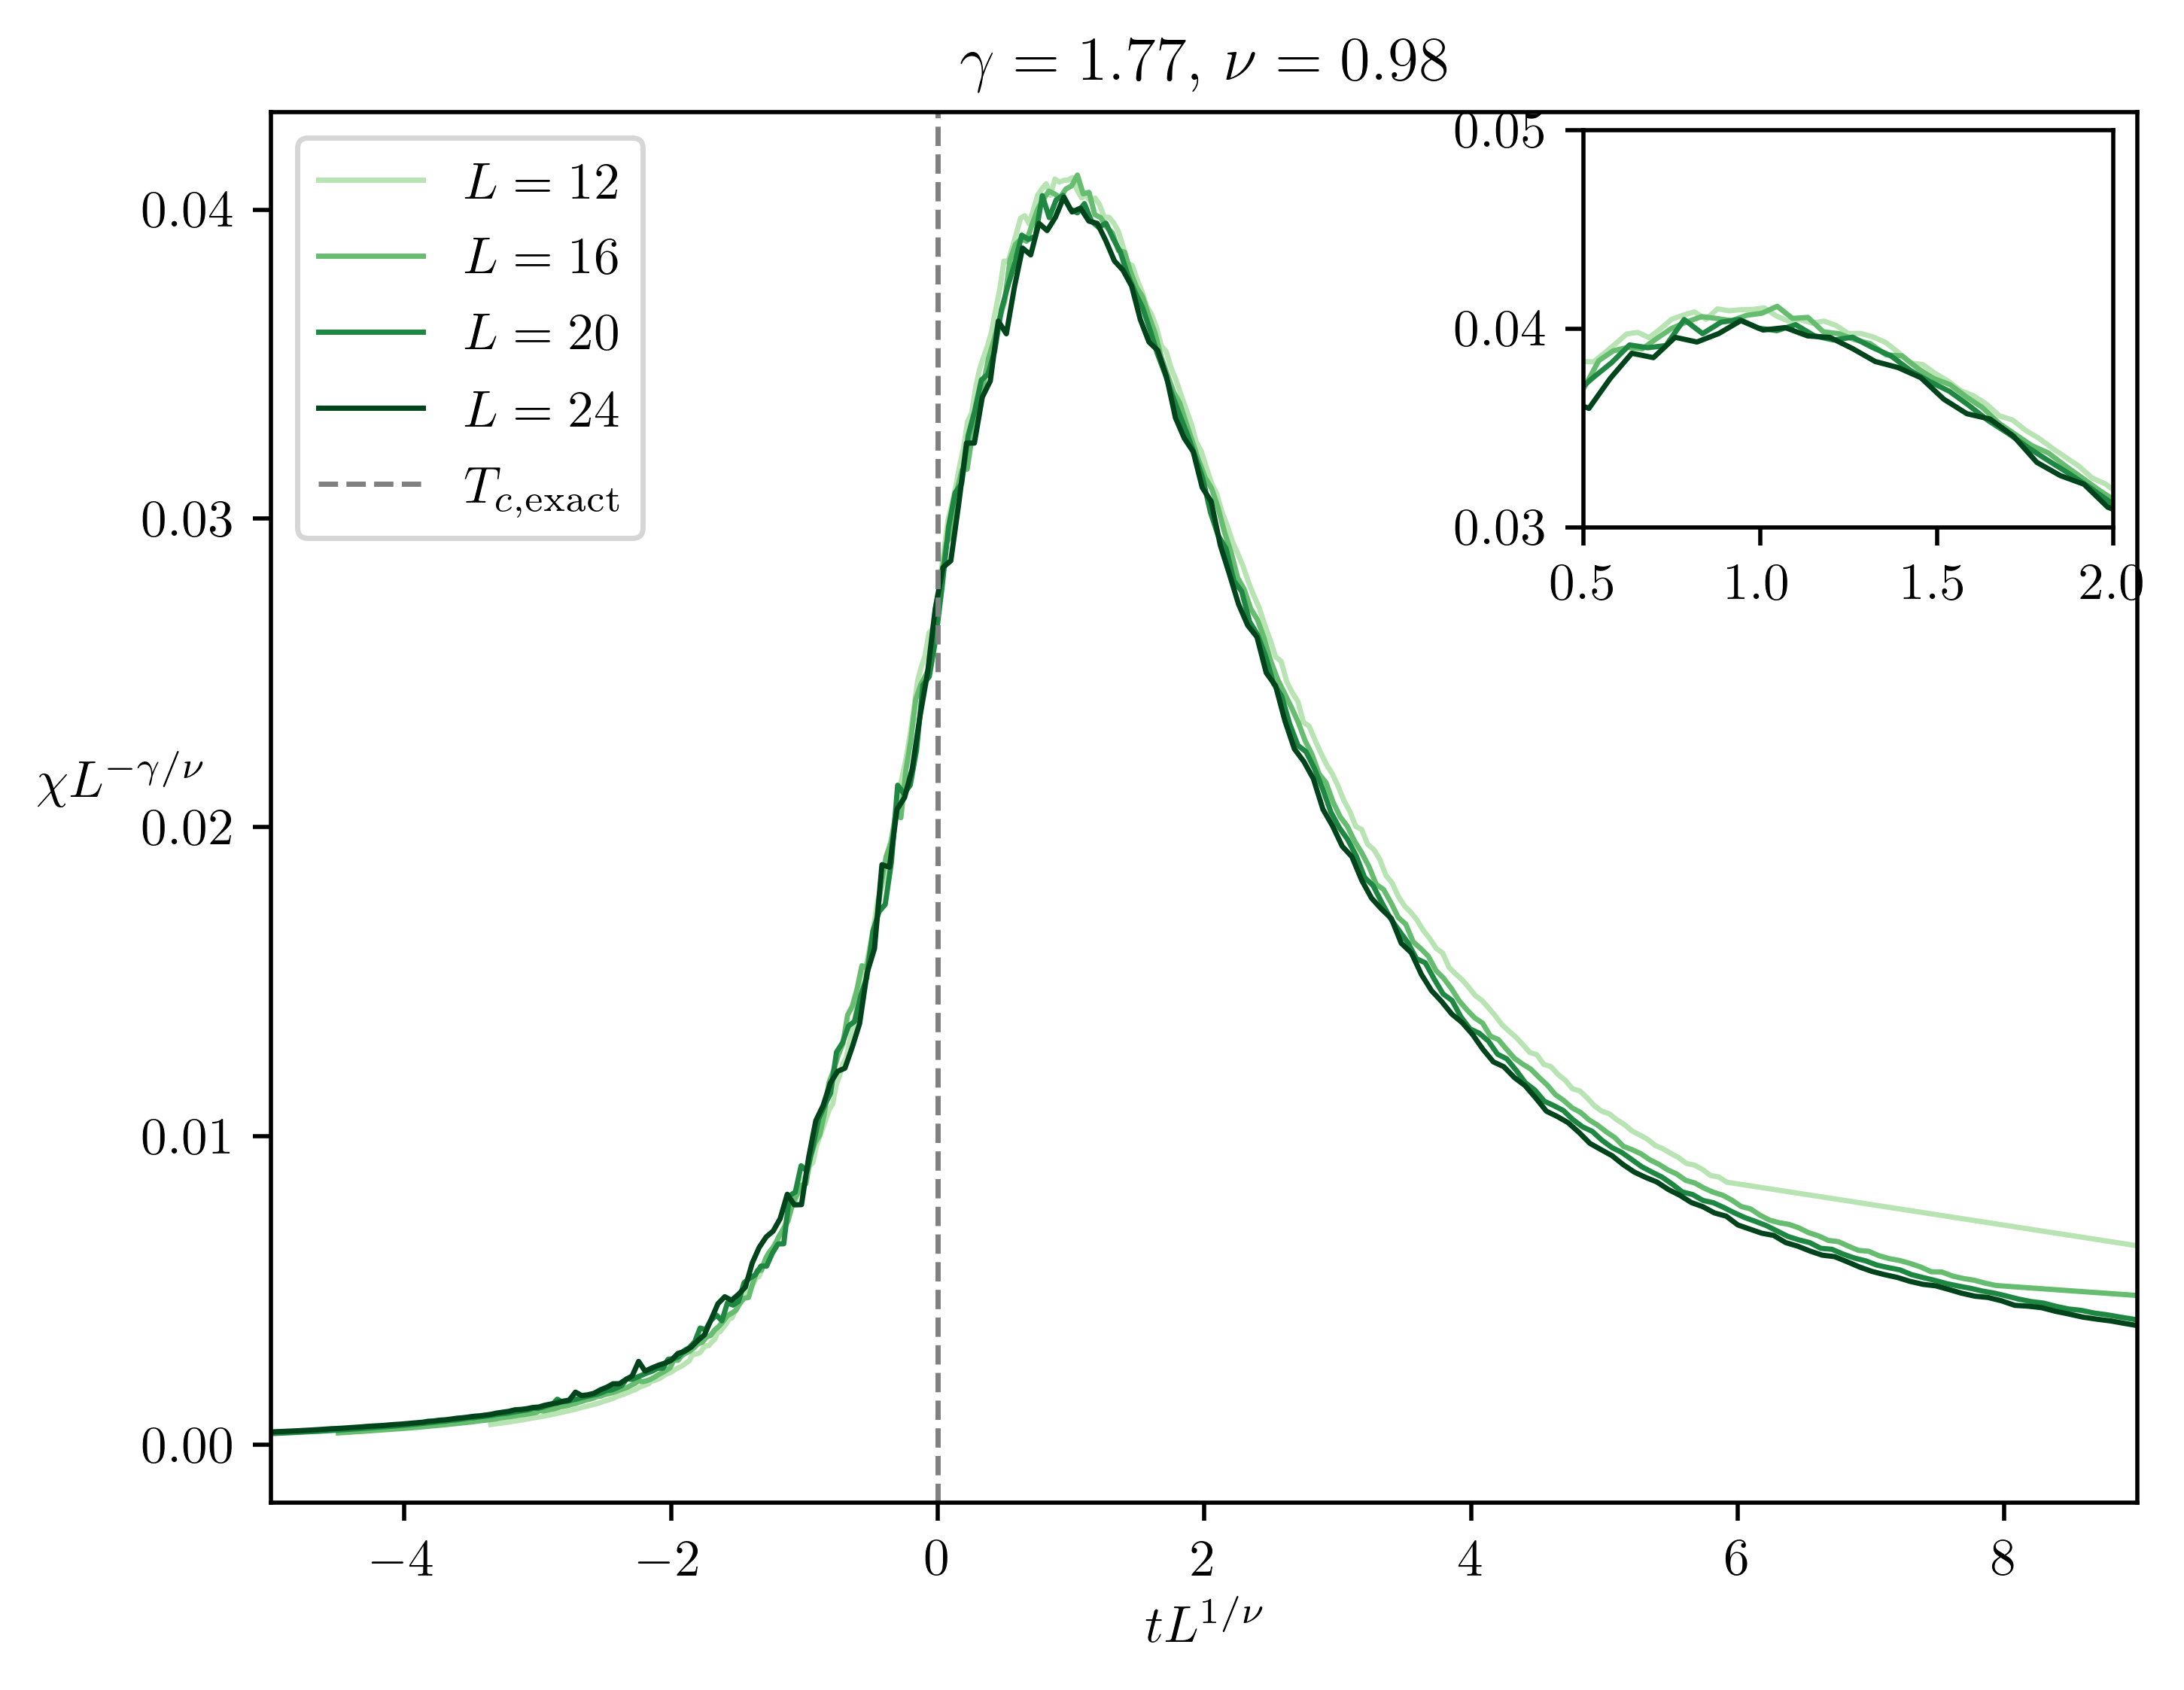 γ = 1.77, ν = 0.98
L = 12
L = 16
L = 20
L = 24
T_{c,exact}
0.05
0.04
0.03
0.5 1.0 1.5 2.0
0.04
0.03
χL^{−γ/ν}
0.02
0.01
0.00
−4 −2 0 2 4 6 8
tL^{1/ν}